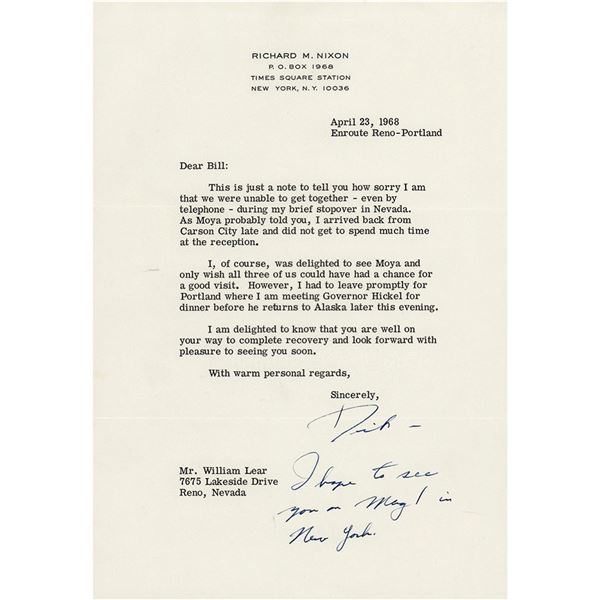 RICHARD M. NIXON
P. O. BOX 1968
TIMES SQUARE STATION
NEW YORK, N.Y. 10036
April 23, 1968
Enroute Reno-Portland
Dear Bill:
This is just a note to tell you how sorry I am
that we were unable to get together - even by
telephone - during my brief stopover in Nevada.
As Moya probably told you, I arrived back from
Carson City late and did not get to spend much time
at the reception.
I, of course, was delighted to see Moya and
only wish all three of us could have had a chance for
a good visit. However, I had to leave promptly for
Portland where I am meeting Governor Hickel for
dinner before he returns to Alaska later this evening.
I am delighted to know that you are well on
your way to complete recovery and look forward with
pleasure to seeing you soon.
With warm personal regards,
Sincerely,
Dick –
Mr. William Lear
7675 Lakeside Drive
Reno, Nevada
I hope to see
you on May 1 in
New York.